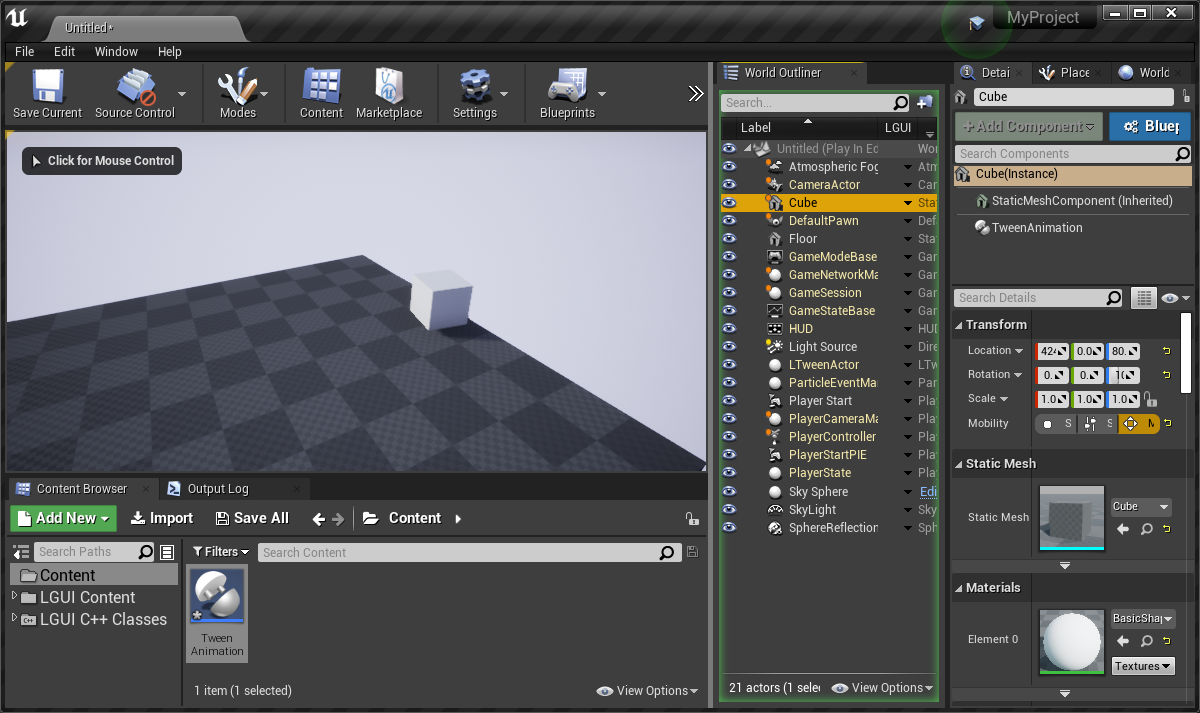 Untitled*
MyProject
File Edit Window Help
Save Current Source Control Modes Content Marketplace Settings Blueprints
Click for Mouse Control
World Outliner
Search...
Label LGUI
Untitled (Play In Ed Wo
Atmospheric Fog Atm
CameraActor Car
Cube Sta
DefaultPawn Def
Floor Sta
GameModeBase Gar
GameNetworkMa Gar
GameSession Gar
GameStateBase Gar
HUD HUD
Light Source Dire
LTweenActor LTw
ParticleEventMa Par
Player Start Pla
PlayerCameraMa Pla
PlayerController Pla
PlayerStartPIE Pla
PlayerState Pla
Sky Sphere Edi
SkyLight Sky
SphereReflection Sph
21 actors (1 sele View Options
Detai Place World
Cube
+Add Component Bluep
Search Components
Cube(Instance)
StaticMeshComponent (Inherited)
TweenAnimation
Search Details
Transform
Location 424 0.0 80.
Rotation 0. 0. 10
Scale 1.0 1.0 1.0
Mobility S S M
Static Mesh
Static Mesh Cube
Materials
Element 0 BasicShap
Textures
Content Browser Output Log
Add New Import Save All Content
Search Paths Filters Search Content
Content
LGUI Content
LGUI C++ Classes
Tween
Animation
1 item (1 selected) View Options